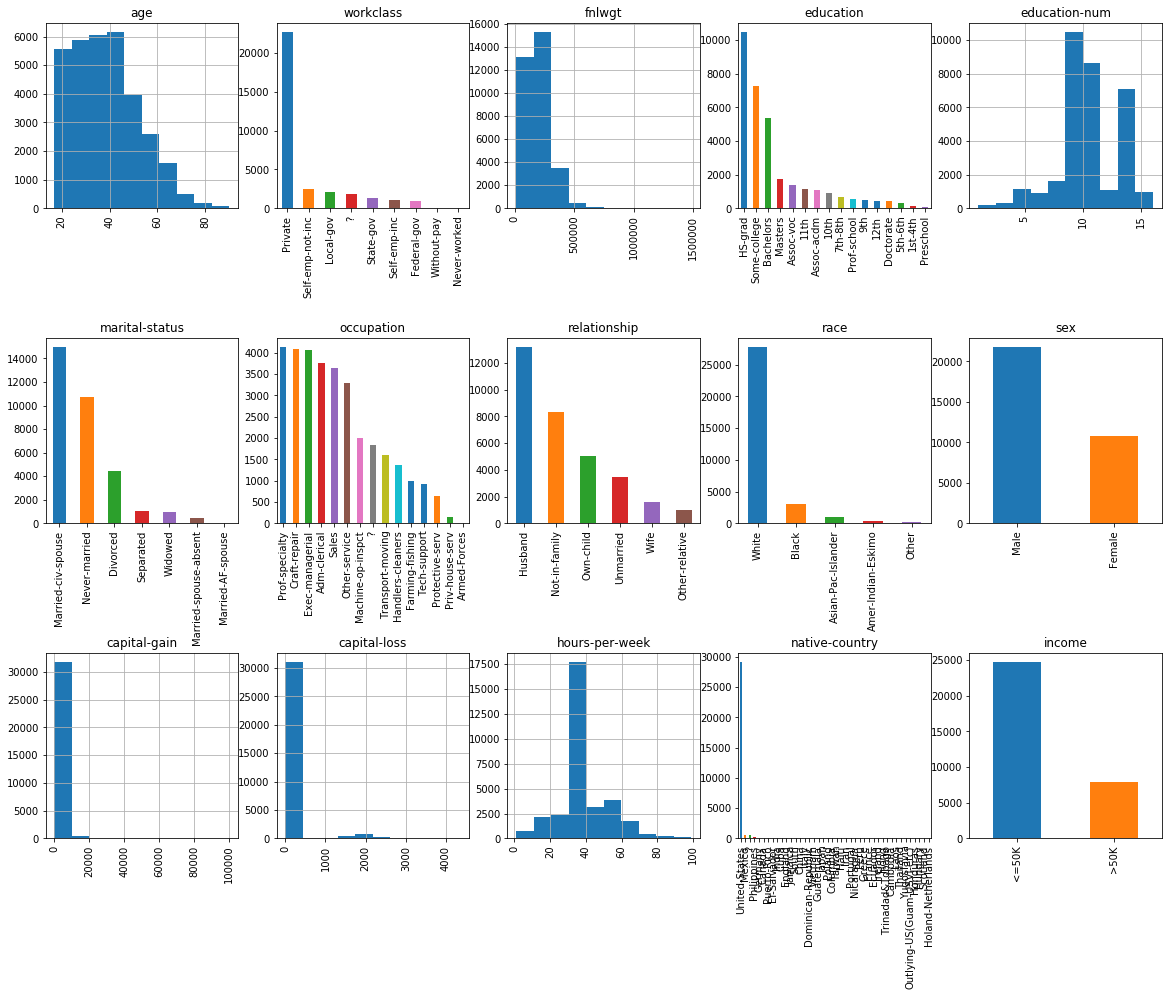 age
6000
5000
4000
3000
2000
1000
0
20
40
60
80
workclass
20000
15000
10000
5000
0
Private
Self-emp-not-inc
Local-gov
?
State-gov
Self-emp-inc
Federal-gov
Without-pay
Never-worked
fnlwgt
16000
14000
12000
10000
8000
6000
4000
2000
0
0
500000
1000000
1500000
education
10000
8000
6000
4000
2000
0
HS-grad
Some-college
Bachelors
Masters
Assoc-voc
11th
Assoc-acdm
10th
7th-8th
Prof-school
9th
12th
Doctorate
5th-6th
1st-4th
Preschool
education-num
10000
8000
6000
4000
2000
0
5
10
15
marital-status
14000
12000
10000
8000
6000
4000
2000
0
Married-civ-spouse
Never-married
Divorced
Separated
Widowed
Married-spouse-absent
Married-AF-spouse
occupation
4000
3500
3000
2500
2000
1500
1000
500
0
Prof-specialty
Craft-repair
Exec-managerial
Adm-clerical
Sales
Other-service
Machine-op-inspct
?
Transport-moving
Handlers-cleaners
Farming-fishing
Tech-support
Protective-serv
Priv-house-serv
Armed-Forces
relationship
12000
10000
8000
6000
4000
2000
0
Husband
Not-in-family
Own-child
Unmarried
Wife
Other-relative
race
25000
20000
15000
10000
5000
0
White
Black
Asian-Pac-Islander
Amer-Indian-Eskimo
Other
sex
20000
15000
10000
5000
0
Male
Female
capital-gain
30000
25000
20000
15000
10000
5000
0
0
20000
40000
60000
80000
100000
capital-loss
30000
25000
20000
15000
10000
5000
0
0
1000
2000
3000
4000
hours-per-week
17500
15000
12500
10000
7500
5000
2500
0
0
20
40
60
80
100
native-country
30000
25000
20000
15000
10000
5000
0
United-States
Mexico
Philippines
Puerto-Rico
El-Salvador
Dominican-Republic
Guatemala
Columbia
Portugal
Nicaragua
Trinadad&Tobago
Outlying-US(Guam-USVI-etc)
Holand-Netherlands
income
25000
20000
15000
10000
5000
0
<=50K
>50K